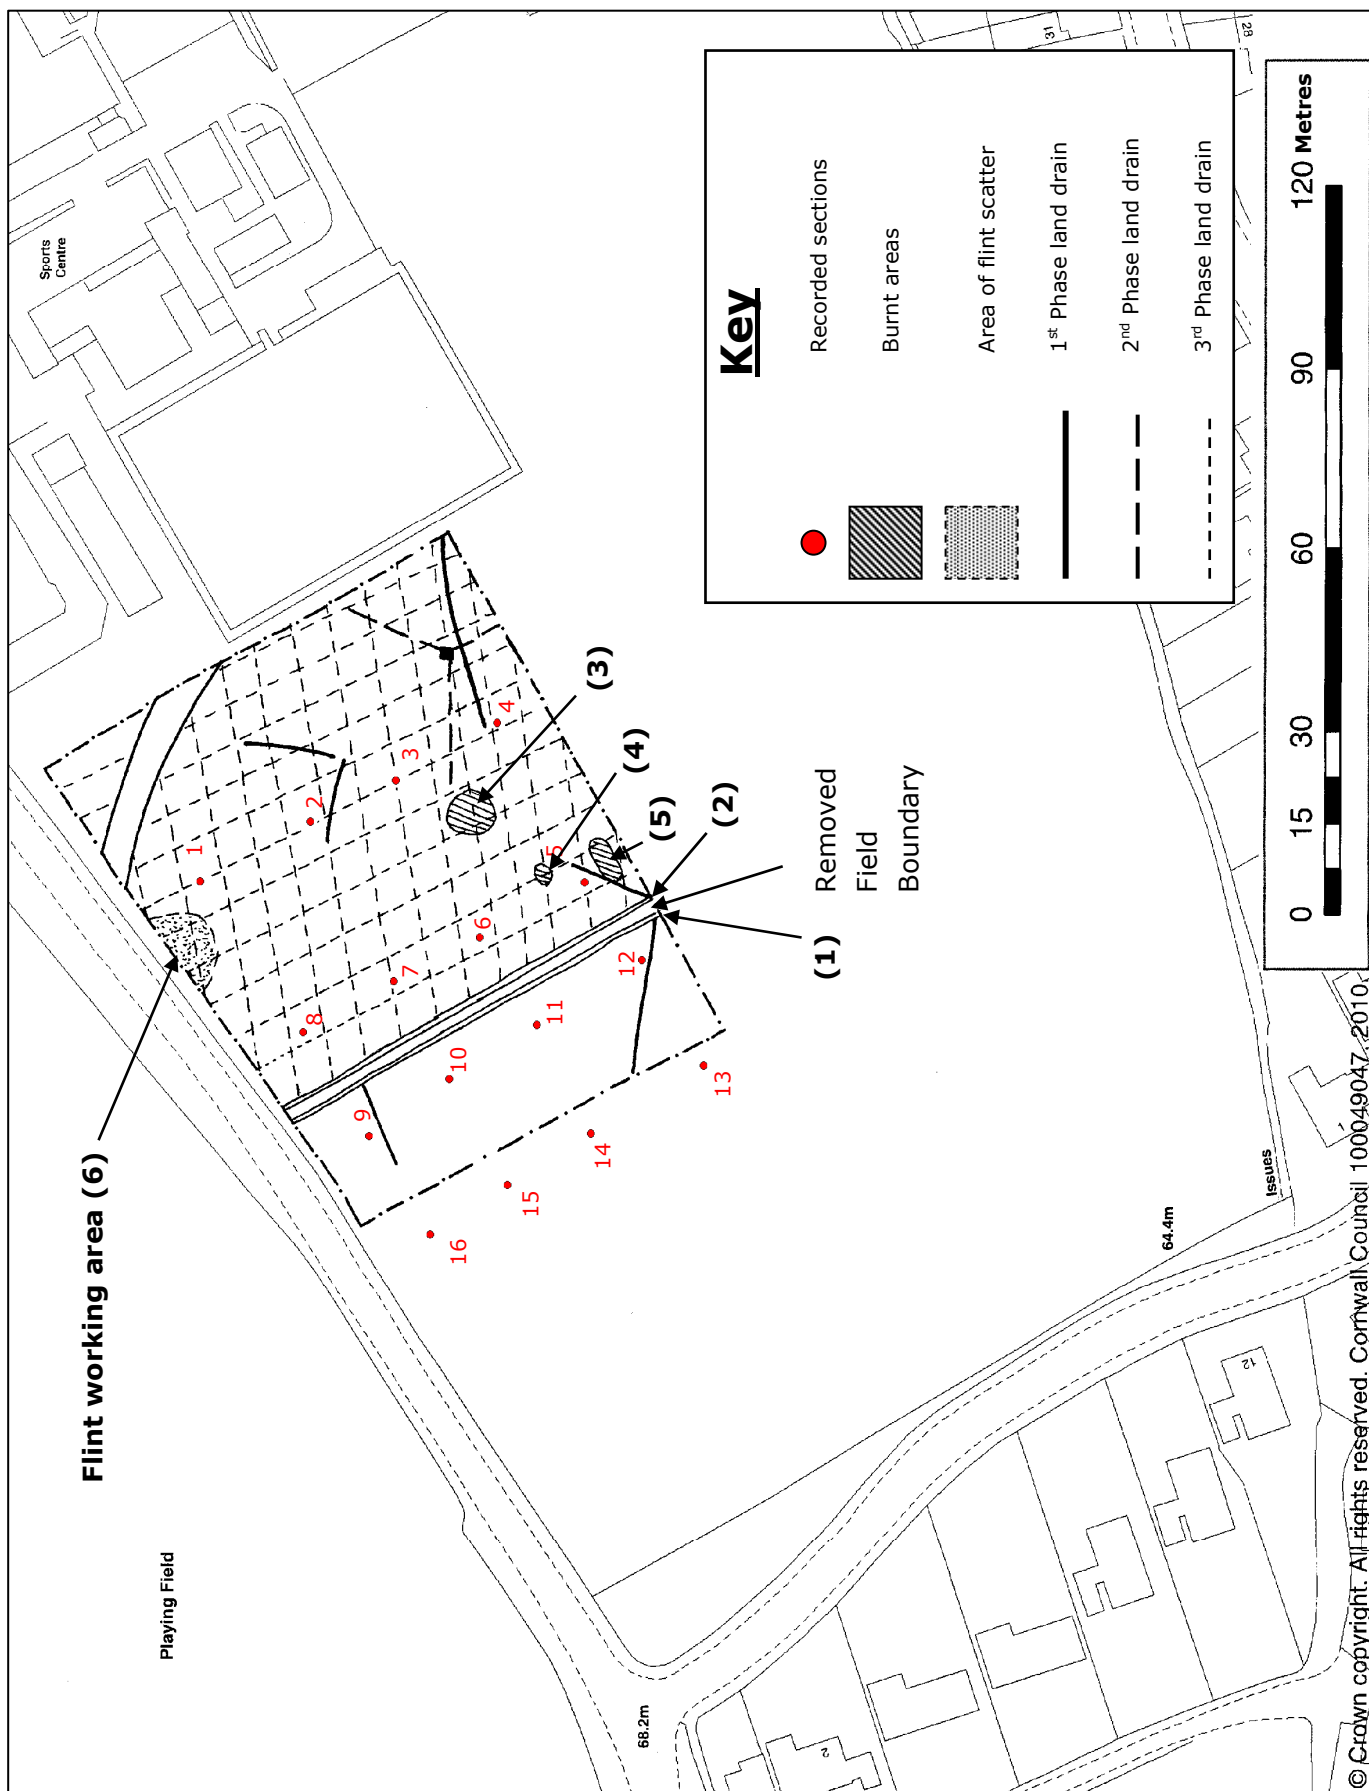 Playing Field
Flint working area (6)
Sports
Centre
68.2m
64.4m
Issues
2
12
1
31
28
1
2
3
4
5
6
7
8
9
10
11
12
13
14
15
16
(3)
(4)
(5)
(2)
(1)
Removed
Field
Boundary
Key
Recorded sections
Burnt areas
Area of flint scatter
1st Phase land drain
2nd Phase land drain
3rd Phase land drain
0 15 30 60 90 120 Metres
© Crown copyright. All rights reserved. Cornwall Council 100049047, 2010.